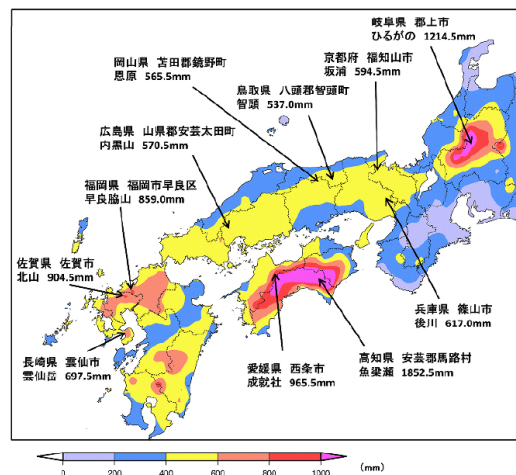 岐阜県 郡上市
ひるがの 1214.5mm
京都府 福知山市
坂浦 594.5mm
岡山県 苫田郡鏡野町
恩原 565.5mm
鳥取県 八頭郡智頭町
智頭 537.0mm
広島県 山県郡安芸太田町
内黒山 570.5mm
福岡県 福岡市早良区
早良脇山 859.0mm
佐賀県 佐賀市
北山 904.5mm
長崎県 雲仙市
雲仙岳 697.5mm
兵庫県 篠山市
後川 617.0mm
高知県 安芸郡馬路村
魚梁瀬 1852.5mm
愛媛県 西条市
成就社 965.5mm
0 200 400 600 800 1000 (mm)